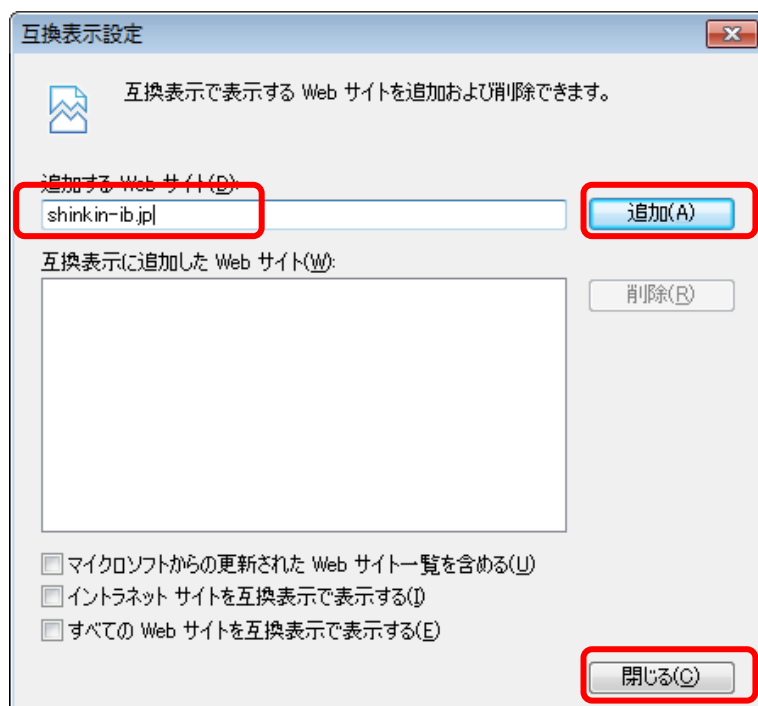 互換表示設定
互換表示で表示する Web サイトを追加および削除できます。
追加する Web サイト(D):
shinkin-ib.jp
追加(A)
互換表示に追加した Web サイト(W):
削除(R)
マイクロソフトからの更新された Web サイト一覧を含める(U)
イントラネット サイトを互換表示で表示する(I)
すべての Web サイトを互換表示で表示する(E)
閉じる(C)